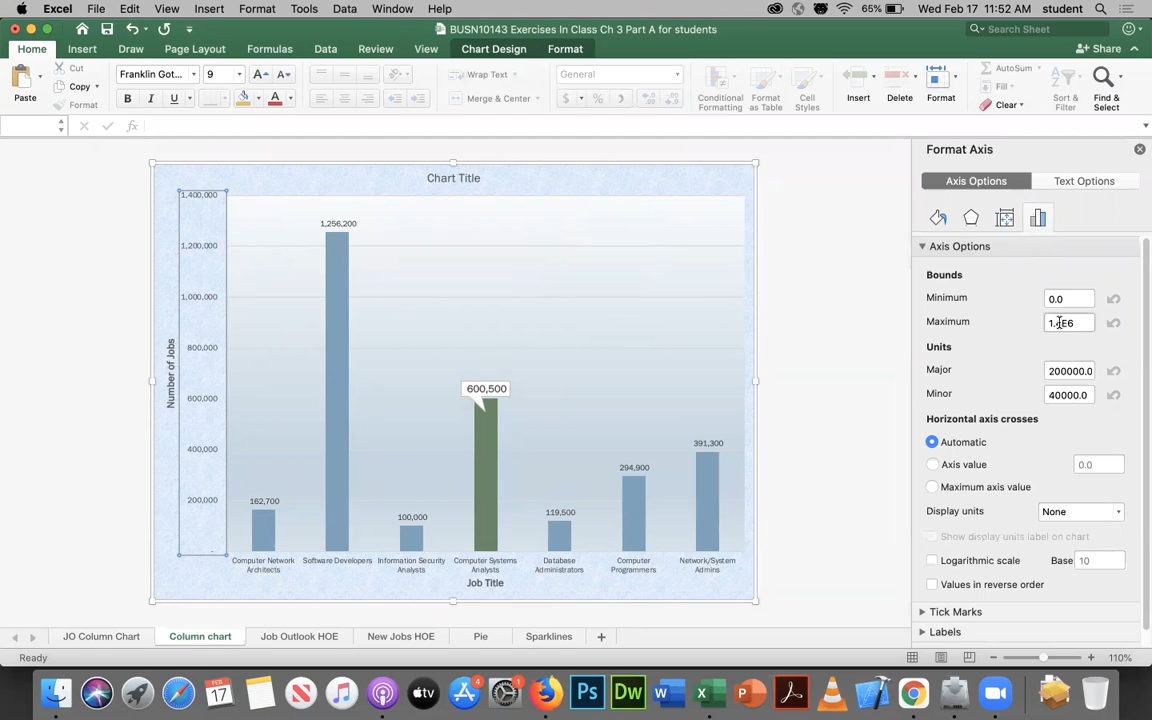 Excel File Edit View Insert Format Tools Data Window Help 65% Wed Feb 17 11:52 AM student
BUSN10143 Exercises In Class Ch 3 Part A for students
Search Sheet
Home Insert Draw Page Layout Formulas Data Review View Chart Design Format Share
Paste Cut Copy Format
Franklin Got... 9 A A
B I U A
Wrap Text
Merge & Center
General
$ %
Conditional Formatting
Format as Table
Cell Styles
Insert Delete Format
AutoSum
Fill
Clear
Sort & Filter
Find & Select
fx
Chart Title
1,400,000
1,200,000
1,000,000
800,000
600,000
400,000
200,000
-
Number of Jobs
162,700
1,256,200
100,000
600,500
119,500
294,900
391,300
Computer Network Architects
Software Developers
Information Security Analysts
Computer Systems Analysts
Database Administrators
Computer Programmers
Network/System Admins
Job Title
Format Axis
Axis Options Text Options
Axis Options
Bounds
Minimum 0.0
Maximum
Units
Major 200000.0
Minor 40000.0
Horizontal axis crosses
Automatic
Axis value 0.0
Maximum axis value
Display units None
Show display units label on chart
Logarithmic scale Base 10
Values in reverse order
Tick Marks
Labels
JO Column Chart Column chart Job Outlook HOE New Jobs HOE Pie Sparklines +
Ready 110%
4 1
FEB 17
tv
Ps Dw W X P